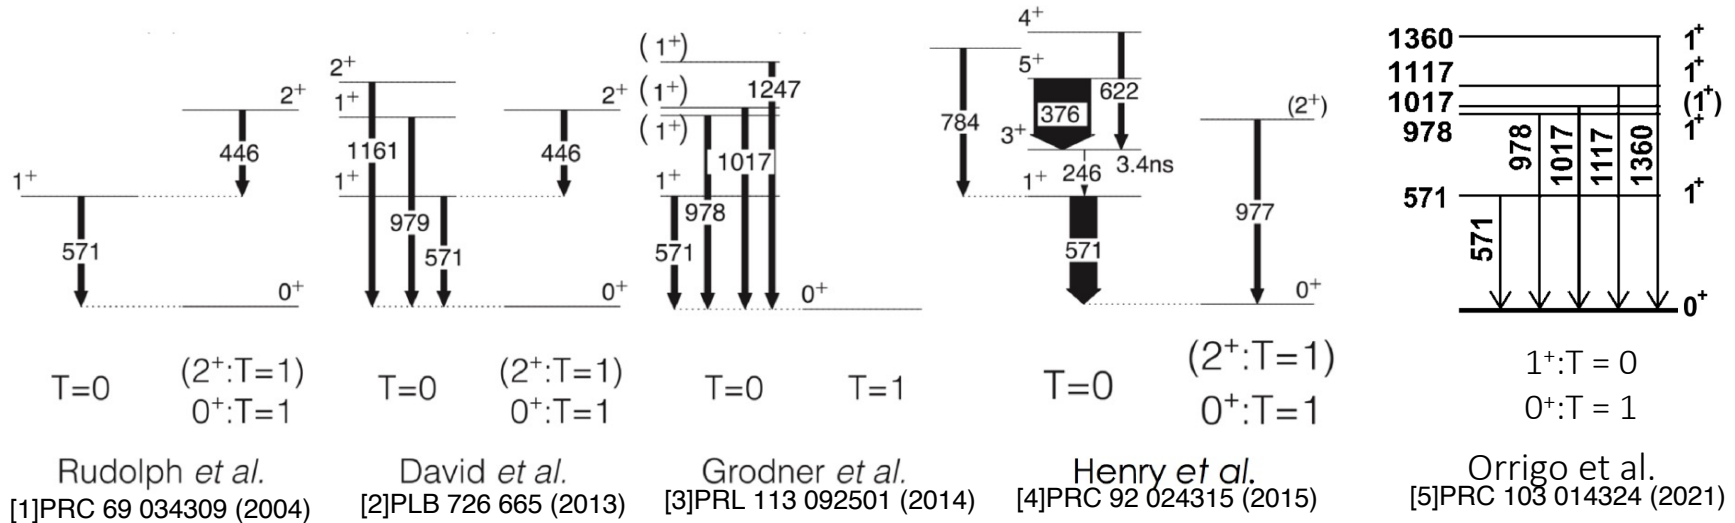 2⁺
446
1⁺
571
0⁺
T=0
(2⁺:T=1)
0⁺:T=1
Rudolph et al.
[1]PRC 69 034309 (2004)
2⁺
1⁺
2⁺
1161
446
1⁺
979
571
0⁺
T=0
(2⁺:T=1)
0⁺:T=1
David et al.
[2]PLB 726 665 (2013)
(1⁺)
1247
(1⁺)
(1⁺)
1017
1⁺
978
571
0⁺
T=0
T=1
Grodner et al.
[3]PRL 113 092501 (2014)
4⁺
5⁺
622
376
(2⁺)
784
3⁺
246
3.4ns
1⁺
977
571
0⁺
T=0
(2⁺:T=1)
0⁺:T=1
Henry et al.
[4]PRC 92 024315 (2015)
1360
1⁺
1117
1⁺
1017
(1⁺)
978
1⁺
978
1017
1117
1360
571
1⁺
571
0⁺
1⁺:T = 0
0⁺:T = 1
Orrigo et al.
[5]PRC 103 014324 (2021)